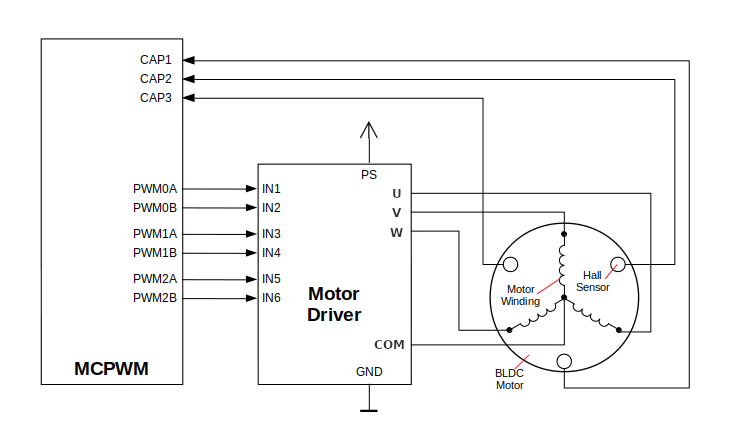 CAP1
CAP2
CAP3
PS
PWM0A
IN1
U
PWM0B
IN2
V
PWM1A
IN3
W
PWM1B
IN4
PWM2A
IN5
PWM2B
IN6
Motor
Driver
Hall
Sensor
Motor
Winding
COM
MCPWM
GND
BLDC
Motor